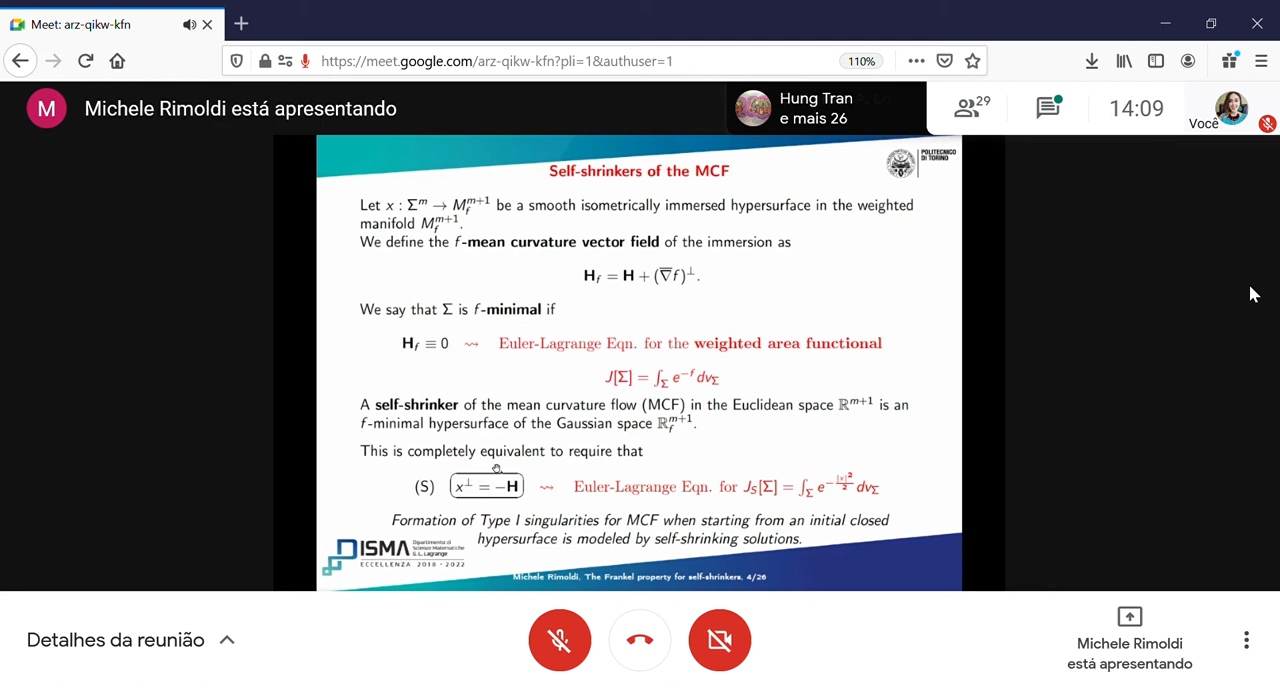 Meet: arz-qikw-kfn
https://meet.google.com/arz-qikw-kfn?pli=1&authuser=1
110%
M
Michele Rimoldi está apresentando
Hung Tran
e mais 26
29
14:09
Você
Self-shrinkers of the MCF
POLITECNICO
DI TORINO
Let x : Σ^m → M_f^{m+1} be a smooth isometrically immersed hypersurface in the weighted
manifold M_f^{m+1}.
We define the f-mean curvature vector field of the immersion as
H_f = H + (∇̅f)^⊥.
We say that Σ is f-minimal if
H_f ≡ 0 ⇝ Euler-Lagrange Eqn. for the weighted area functional
J[Σ] = ∫_Σ e^{-f} dv_Σ
A self-shrinker of the mean curvature flow (MCF) in the Euclidean space ℝ^{m+1} is an
f-minimal hypersurface of the Gaussian space ℝ_f^{m+1}.
This is completely equivalent to require that
(S) x^⊥ = -H ⇝ Euler-Lagrange Eqn. for J_S[Σ] = ∫_Σ e^{-|x|²/2} dv_Σ
Formation of Type I singularities for MCF when starting from an initial closed
hypersurface is modeled by self-shrinking solutions.
DISMA
Dipartimento di
Scienze Matematiche
G.L. Lagrange
ECCELLENZA 2018 - 2022
Michele Rimoldi, The Frankel property for self-shrinkers, 4/26
Detalhes da reunião
Michele Rimoldi
está apresentando